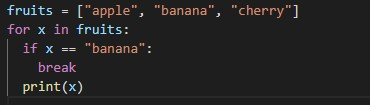 fruits = ["apple", "banana", "cherry"]
for x in fruits:
  if x == "banana":
    break
  print(x)